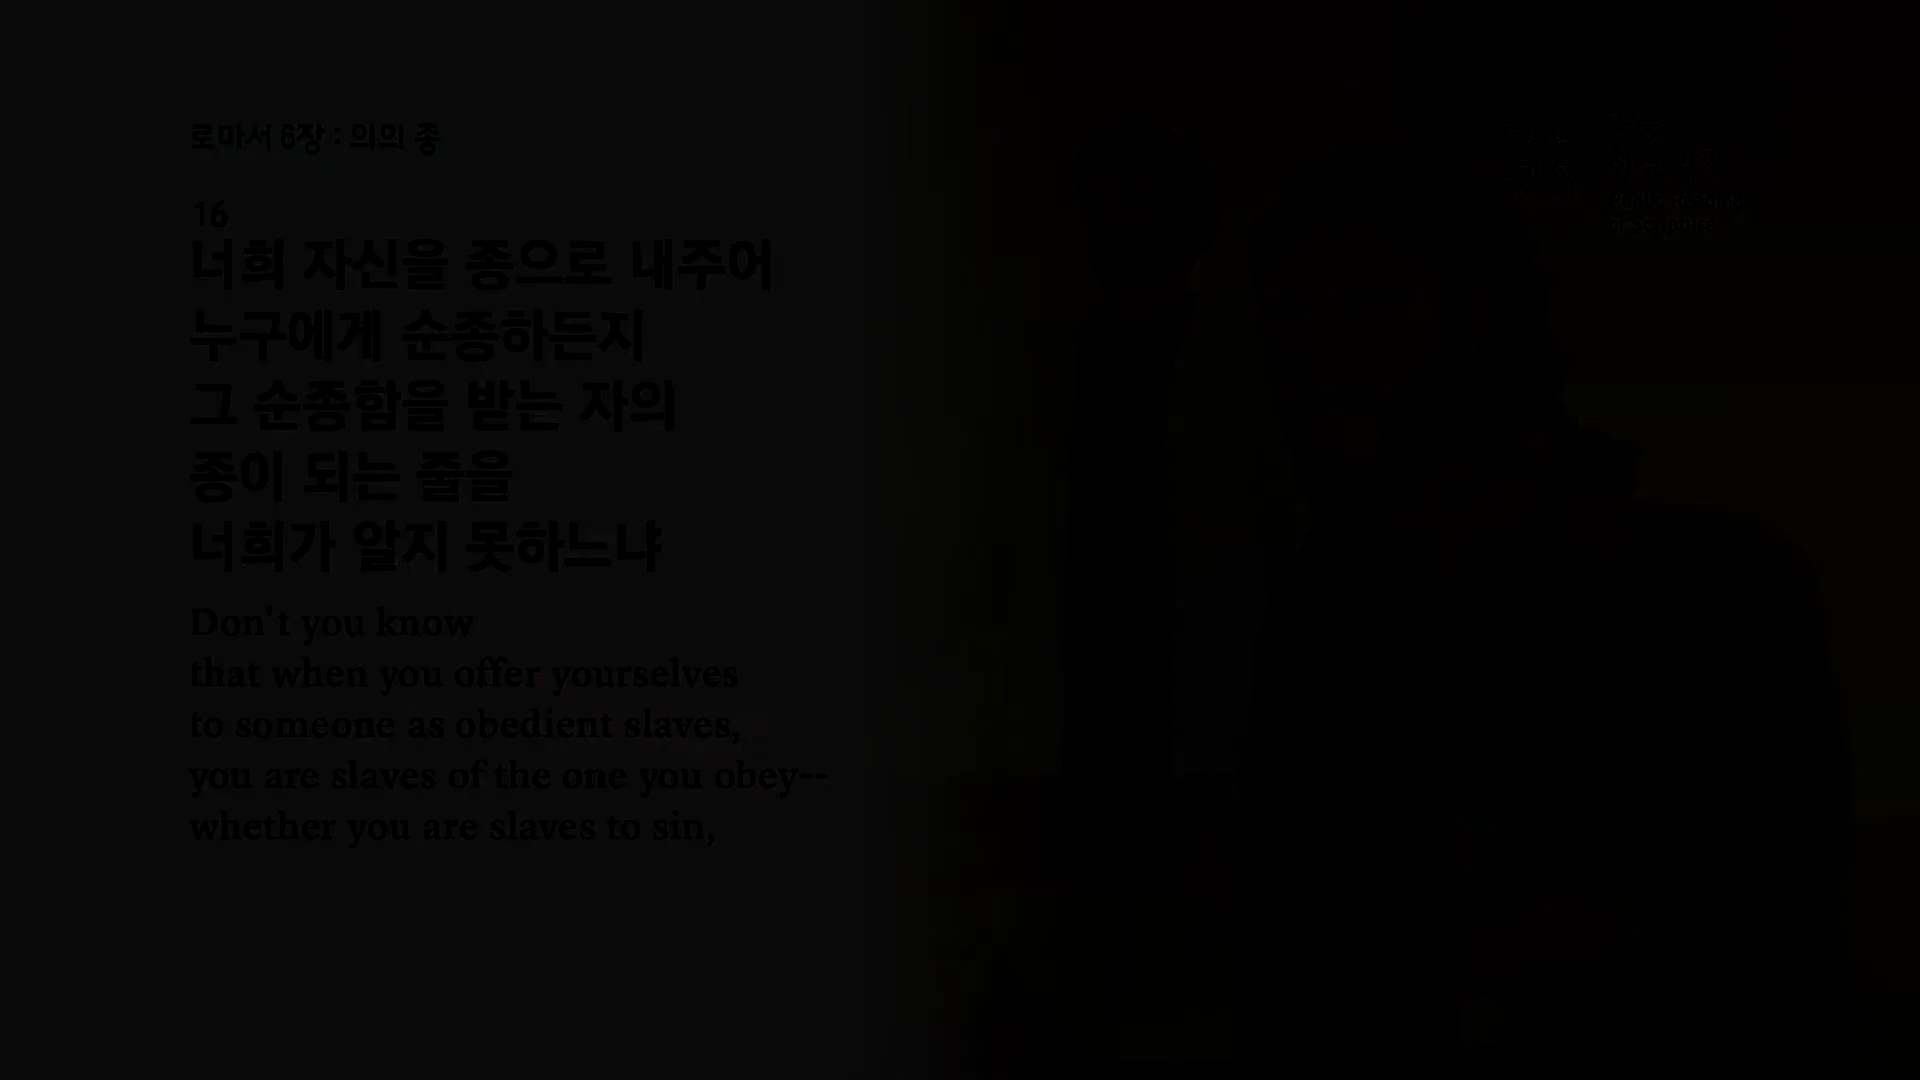 로마서 6장 : 의의 종
16
너희 자신을 종으로 내주어
누구에게 순종하든지
그 순종함을 받는 자의
종이 되는 줄을
너희가 알지 못하느냐
Don't you know
that when you offer yourselves
to someone as obedient slaves,
you are slaves of the one you obey--
whether you are slaves to sin,
Public Reading
of Scripture